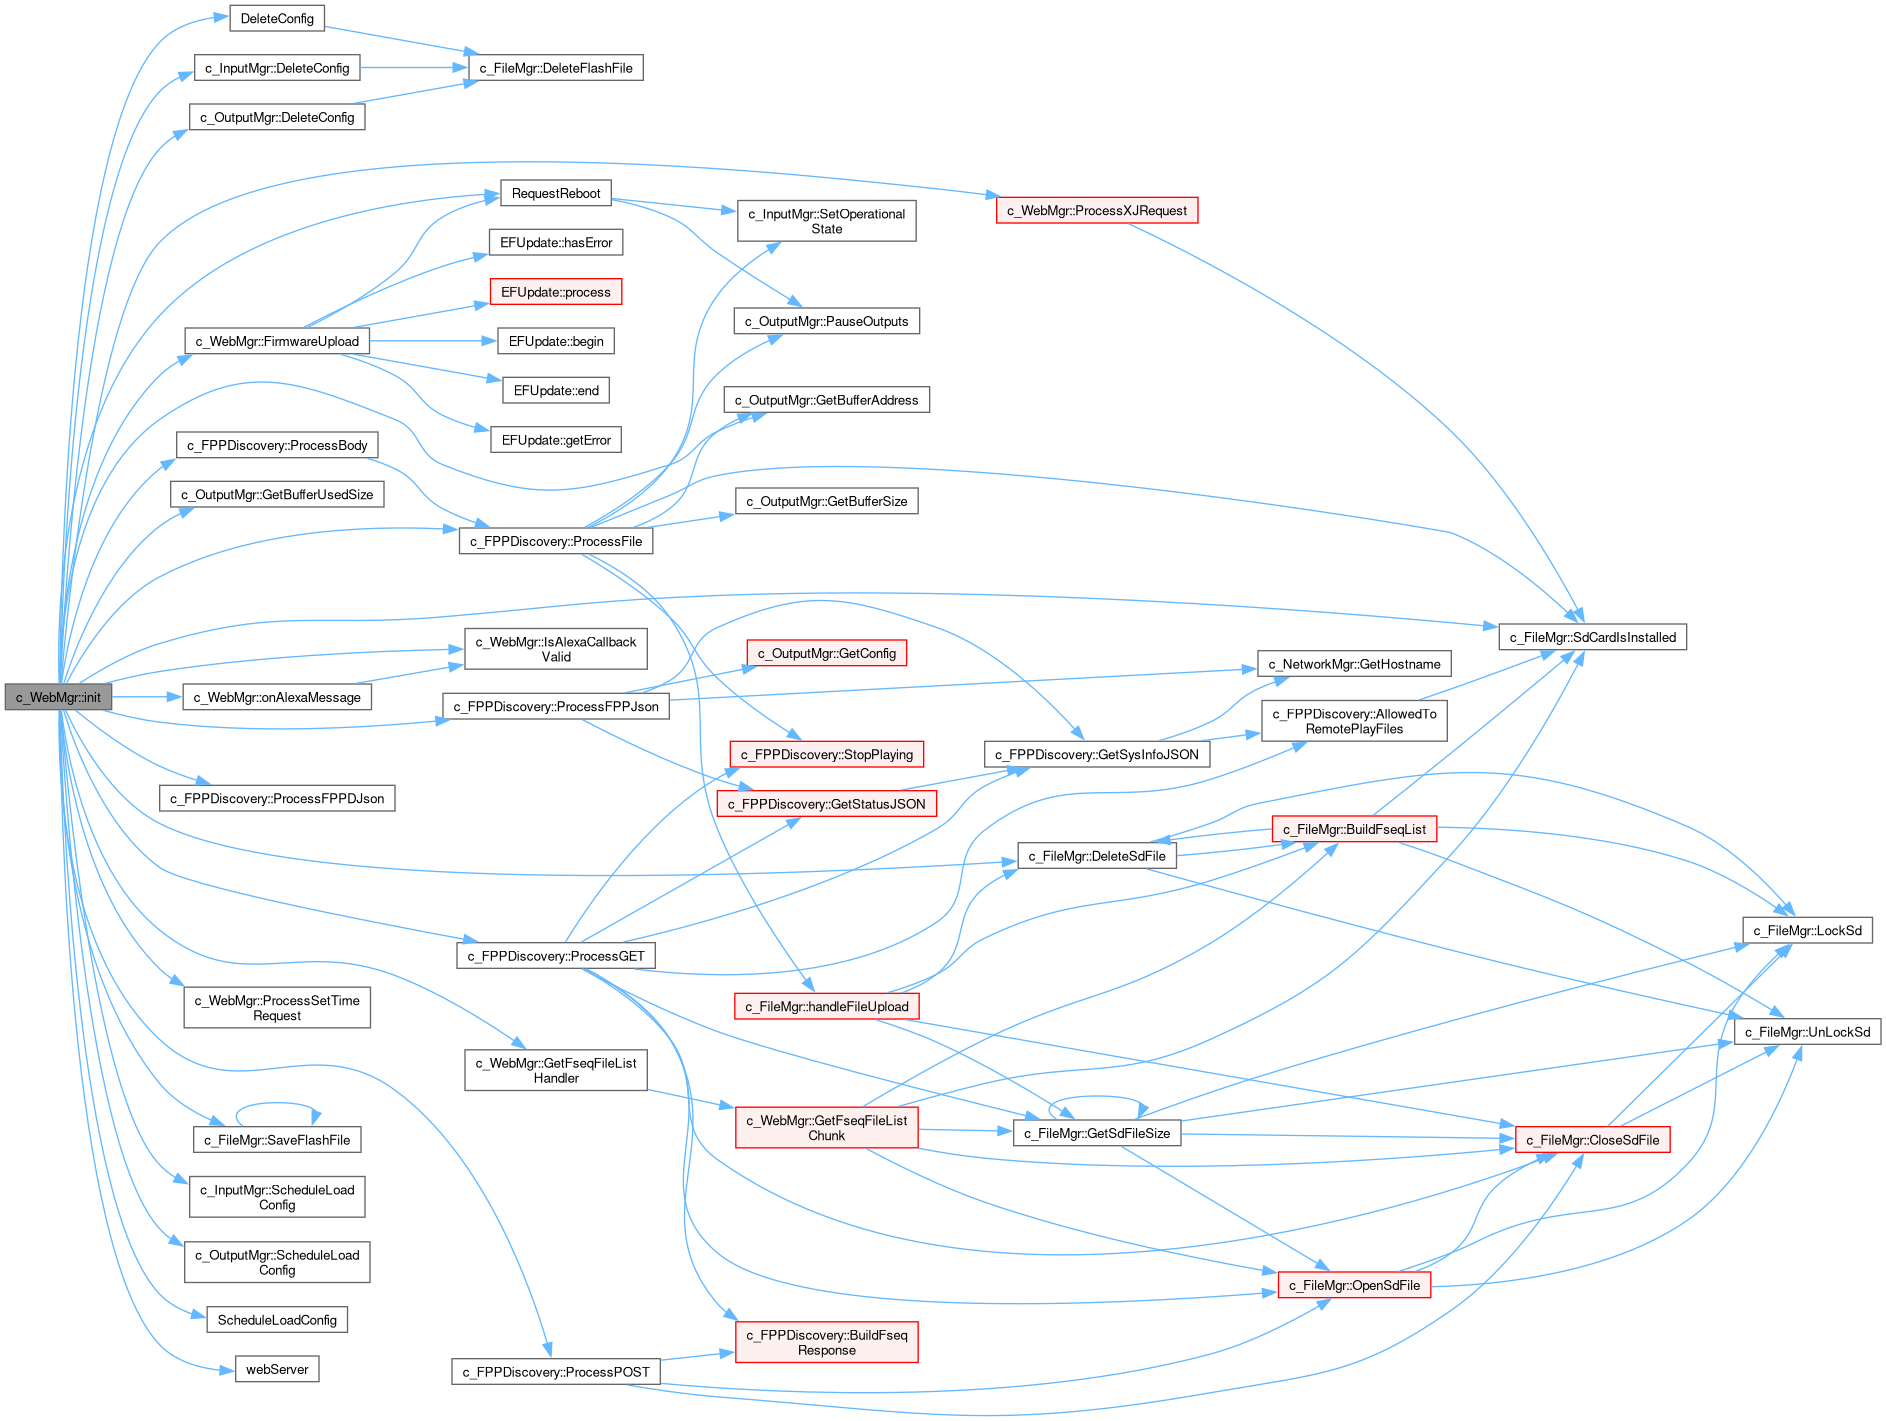 DeleteConfig
c_InputMgr::DeleteConfig
c_FileMgr::DeleteFlashFile
c_OutputMgr::DeleteConfig
RequestReboot
c_InputMgr::SetOperational
State
c_WebMgr::ProcessXJRequest
EFUpdate::hasError
EFUpdate::process
c_OutputMgr::PauseOutputs
c_WebMgr::FirmwareUpload
EFUpdate::begin
EFUpdate::end
c_OutputMgr::GetBufferAddress
EFUpdate::getError
c_FPPDiscovery::ProcessBody
c_OutputMgr::GetBufferUsedSize
c_OutputMgr::GetBufferSize
c_FPPDiscovery::ProcessFile
c_WebMgr::IsAlexaCallback
Valid
c_FileMgr::SdCardIsInstalled
c_OutputMgr::GetConfig
c_NetworkMgr::GetHostname
c_WebMgr::init
c_WebMgr::onAlexaMessage
c_FPPDiscovery::ProcessFPPJson
c_FPPDiscovery::AllowedTo
RemotePlayFiles
c_FPPDiscovery::StopPlaying
c_FPPDiscovery::GetSysInfoJSON
c_FPPDiscovery::ProcessFPPDJson
c_FPPDiscovery::GetStatusJSON
c_FileMgr::BuildFseqList
c_FileMgr::DeleteSdFile
c_FileMgr::LockSd
c_FPPDiscovery::ProcessGET
c_WebMgr::ProcessSetTime
Request
c_FileMgr::handleFileUpload
c_FileMgr::UnLockSd
c_WebMgr::GetFseqFileList
Handler
c_WebMgr::GetFseqFileList
Chunk
c_FileMgr::GetSdFileSize
c_FileMgr::CloseSdFile
c_FileMgr::SaveFlashFile
c_InputMgr::ScheduleLoad
Config
c_OutputMgr::ScheduleLoad
Config
c_FileMgr::OpenSdFile
ScheduleLoadConfig
c_FPPDiscovery::BuildFseq
Response
webServer
c_FPPDiscovery::ProcessPOST